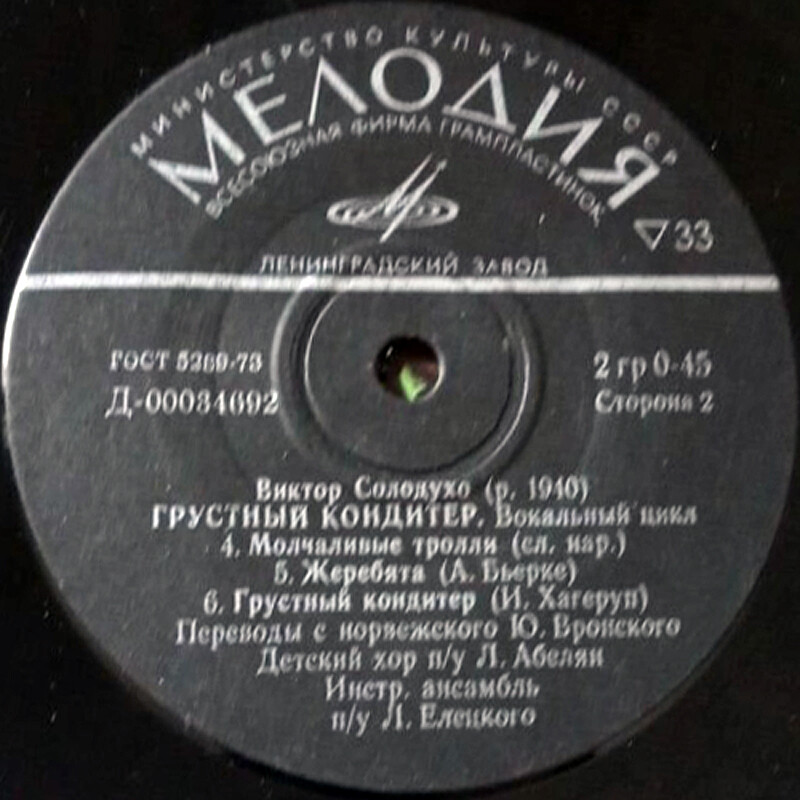 МИНИСТЕРСТВО КУЛЬТУРЫ СССР
МЕЛОДИЯ
ВСЕСОЮЗНАЯ ФИРМА ГРАМПЛАСТИНОК
▽33
ЛЕНИНГРАДСКИЙ ЗАВОД
ГОСТ 5289-73
2 гр 0-45
Д-00034692
Сторона 2
Виктор Солодухо (р. 1940)
ГРУСТНЫЙ КОНДИТЕР. Вокальный цикл
4. Молчаливые тролли (сл. нар.)
5. Жеребята (А. Бьерке)
6. Грустный кондитер (И. Хагеруп)
Переводы с норвежского Ю. Вронского
Детский хор п/у Л. Абелян
Инстр. ансамбль
п/у Л. Елецкого